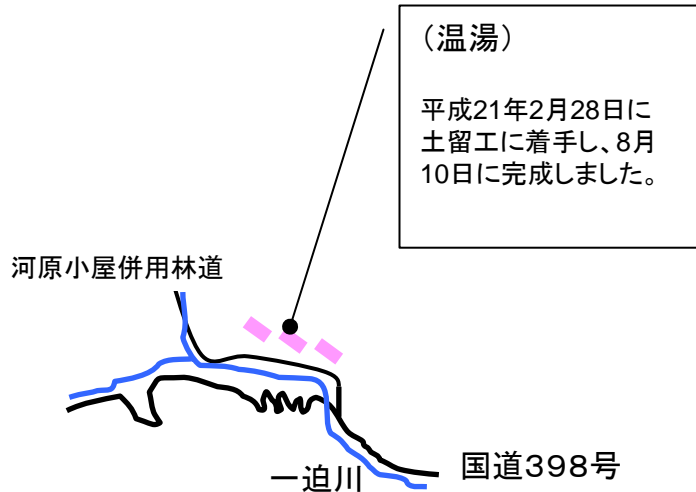 （温湯）
平成21年2月28日に
土留工に着手し、8月
10日に完成しました。
河原小屋併用林道
一迫川
国道398号